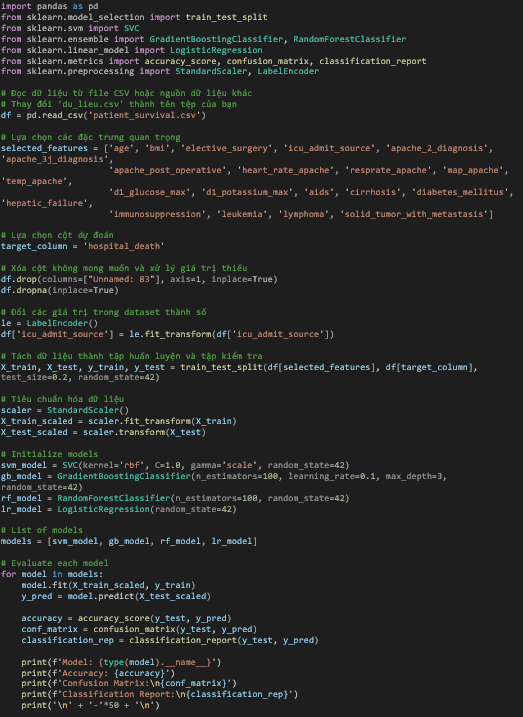 import pandas as pd
from sklearn.model_selection import train_test_split
from sklearn.svm import SVC
from sklearn.ensemble import GradientBoostingClassifier, RandomForestClassifier
from sklearn.linear_model import LogisticRegression
from sklearn.metrics import accuracy_score, confusion_matrix, classification_report
from sklearn.preprocessing import StandardScaler, LabelEncoder

# Đọc dữ liệu từ file CSV hoặc nguồn dữ liệu khác
# Thay đổi 'du_lieu.csv' thành tên tệp của bạn
df = pd.read_csv('patient_survival.csv')

# Lựa chọn các đặc trưng quan trọng
selected_features = ['age', 'bmi', 'elective_surgery', 'icu_admit_source', 'apache_2_diagnosis',
'apache_3j_diagnosis',
                     'apache_post_operative', 'heart_rate_apache', 'resprate_apache', 'map_apache',
'temp_apache',
                     'd1_glucose_max', 'd1_potassium_max', 'aids', 'cirrhosis', 'diabetes_mellitus',
'hepatic_failure',
                     'immunosuppression', 'leukemia', 'lymphoma', 'solid_tumor_with_metastasis']

# Lựa chọn cột dự đoán
target_column = 'hospital_death'

# Xóa cột không mong muốn và xử lý giá trị thiếu
df.drop(columns=["Unnamed: 83"], axis=1, inplace=True)
df.dropna(inplace=True)

# Đổi các giá trị trong dataset thành số
le = LabelEncoder()
df['icu_admit_source'] = le.fit_transform(df['icu_admit_source'])

# Tách dữ liệu thành tập huấn luyện và tập kiểm tra
X_train, X_test, y_train, y_test = train_test_split(df[selected_features], df[target_column],
test_size=0.2, random_state=42)

# Tiêu chuẩn hóa dữ liệu
scaler = StandardScaler()
X_train_scaled = scaler.fit_transform(X_train)
X_test_scaled = scaler.transform(X_test)

# Initialize models
svm_model = SVC(kernel='rbf', C=1.0, gamma='scale', random_state=42)
gb_model = GradientBoostingClassifier(n_estimators=100, learning_rate=0.1, max_depth=3,
random_state=42)
rf_model = RandomForestClassifier(n_estimators=100, random_state=42)
lr_model = LogisticRegression(random_state=42)

# List of models
models = [svm_model, gb_model, rf_model, lr_model]

# Evaluate each model
for model in models:
    model.fit(X_train_scaled, y_train)
    y_pred = model.predict(X_test_scaled)

    accuracy = accuracy_score(y_test, y_pred)
    conf_matrix = confusion_matrix(y_test, y_pred)
    classification_rep = classification_report(y_test, y_pred)

    print(f'Model: {type(model).__name__}')
    print(f'Accuracy: {accuracy}')
    print(f'Confusion Matrix:\n{conf_matrix}')
    print(f'Classification Report:\n{classification_rep}')
    print('\n' + '-'*50 + '\n')